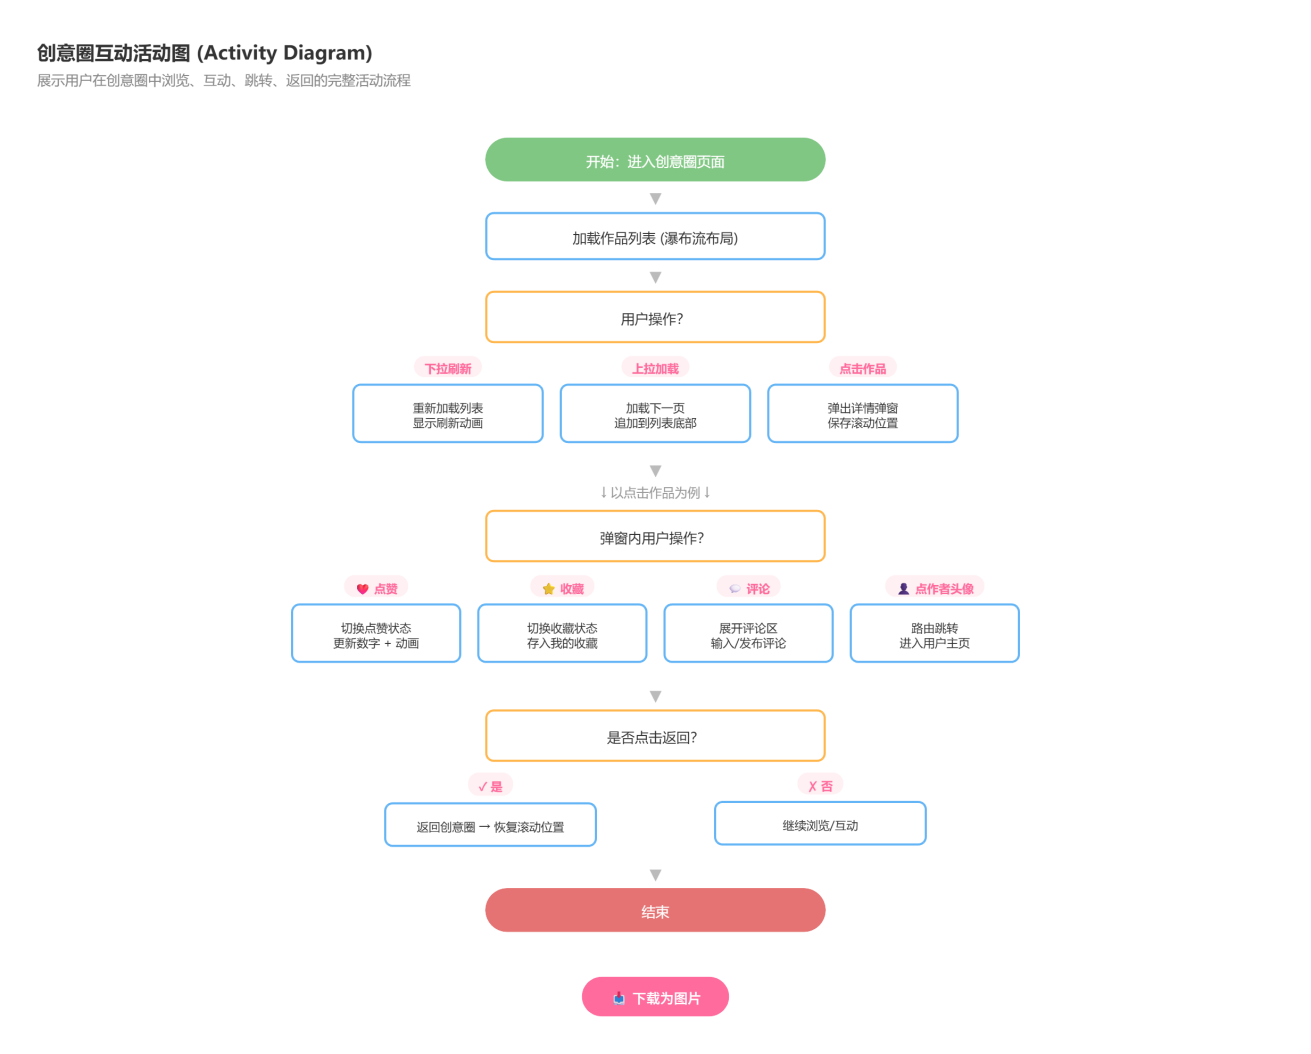 创意圈互动活动图 (Activity Diagram)
展示用户在创意圈中浏览、互动、跳转、返回的完整活动流程
开始：进入创意圈页面
▼
加载作品列表 (瀑布流布局)
▼
用户操作?
下拉刷新
重新加载列表
显示刷新动画
上拉加载
加载下一页
追加到列表底部
点击作品
弹出详情弹窗
保存滚动位置
▼
↓ 以点击作品为例 ↓
弹窗内用户操作?
❤️ 点赞
切换点赞状态
更新数字 + 动画
⭐ 收藏
切换收藏状态
存入我的收藏
💬 评论
展开评论区
输入/发布评论
👤 点作者头像
路由跳转
进入用户主页
▼
是否点击返回?
✓ 是
返回创意圈 → 恢复滚动位置
✗ 否
继续浏览/互动
▼
结束
📥 下载为图片